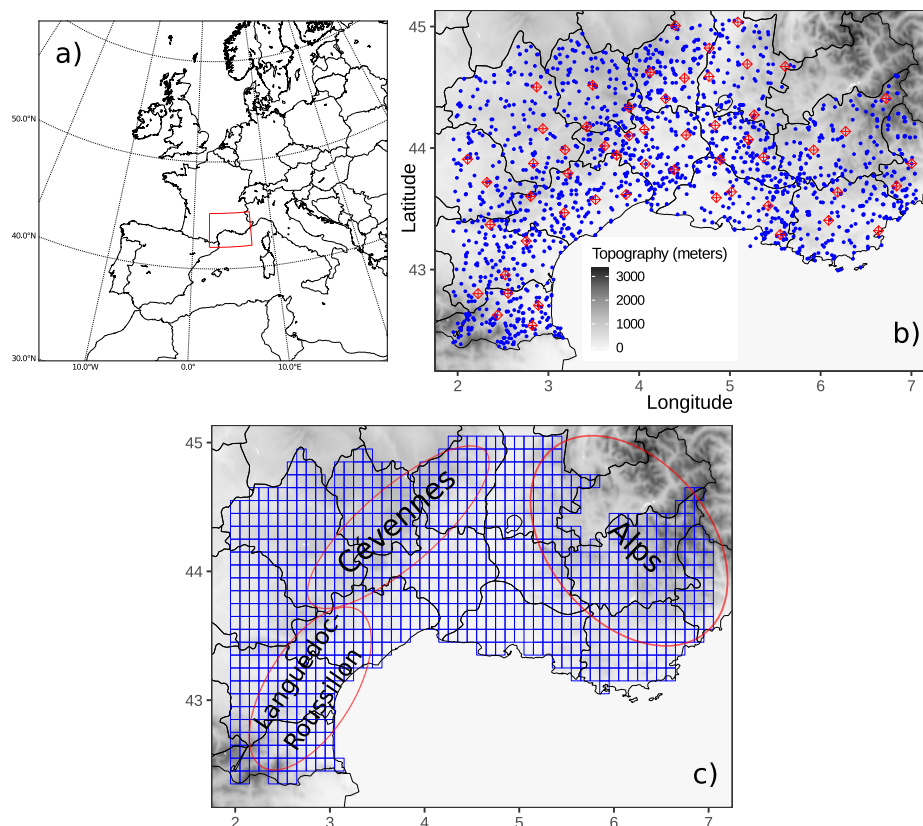 a)
50.0°N
40.0°N
30.0°N
10.0°W
0.0°
10.0°E
45
44
43
Latitude
Topography (meters)
3000
2000
1000
0
b)
2
3
4
5
6
7
Longitude
45
44
43
Cévennes
Alps
Languedoc
Roussillon
c)
2
3
4
5
6
7